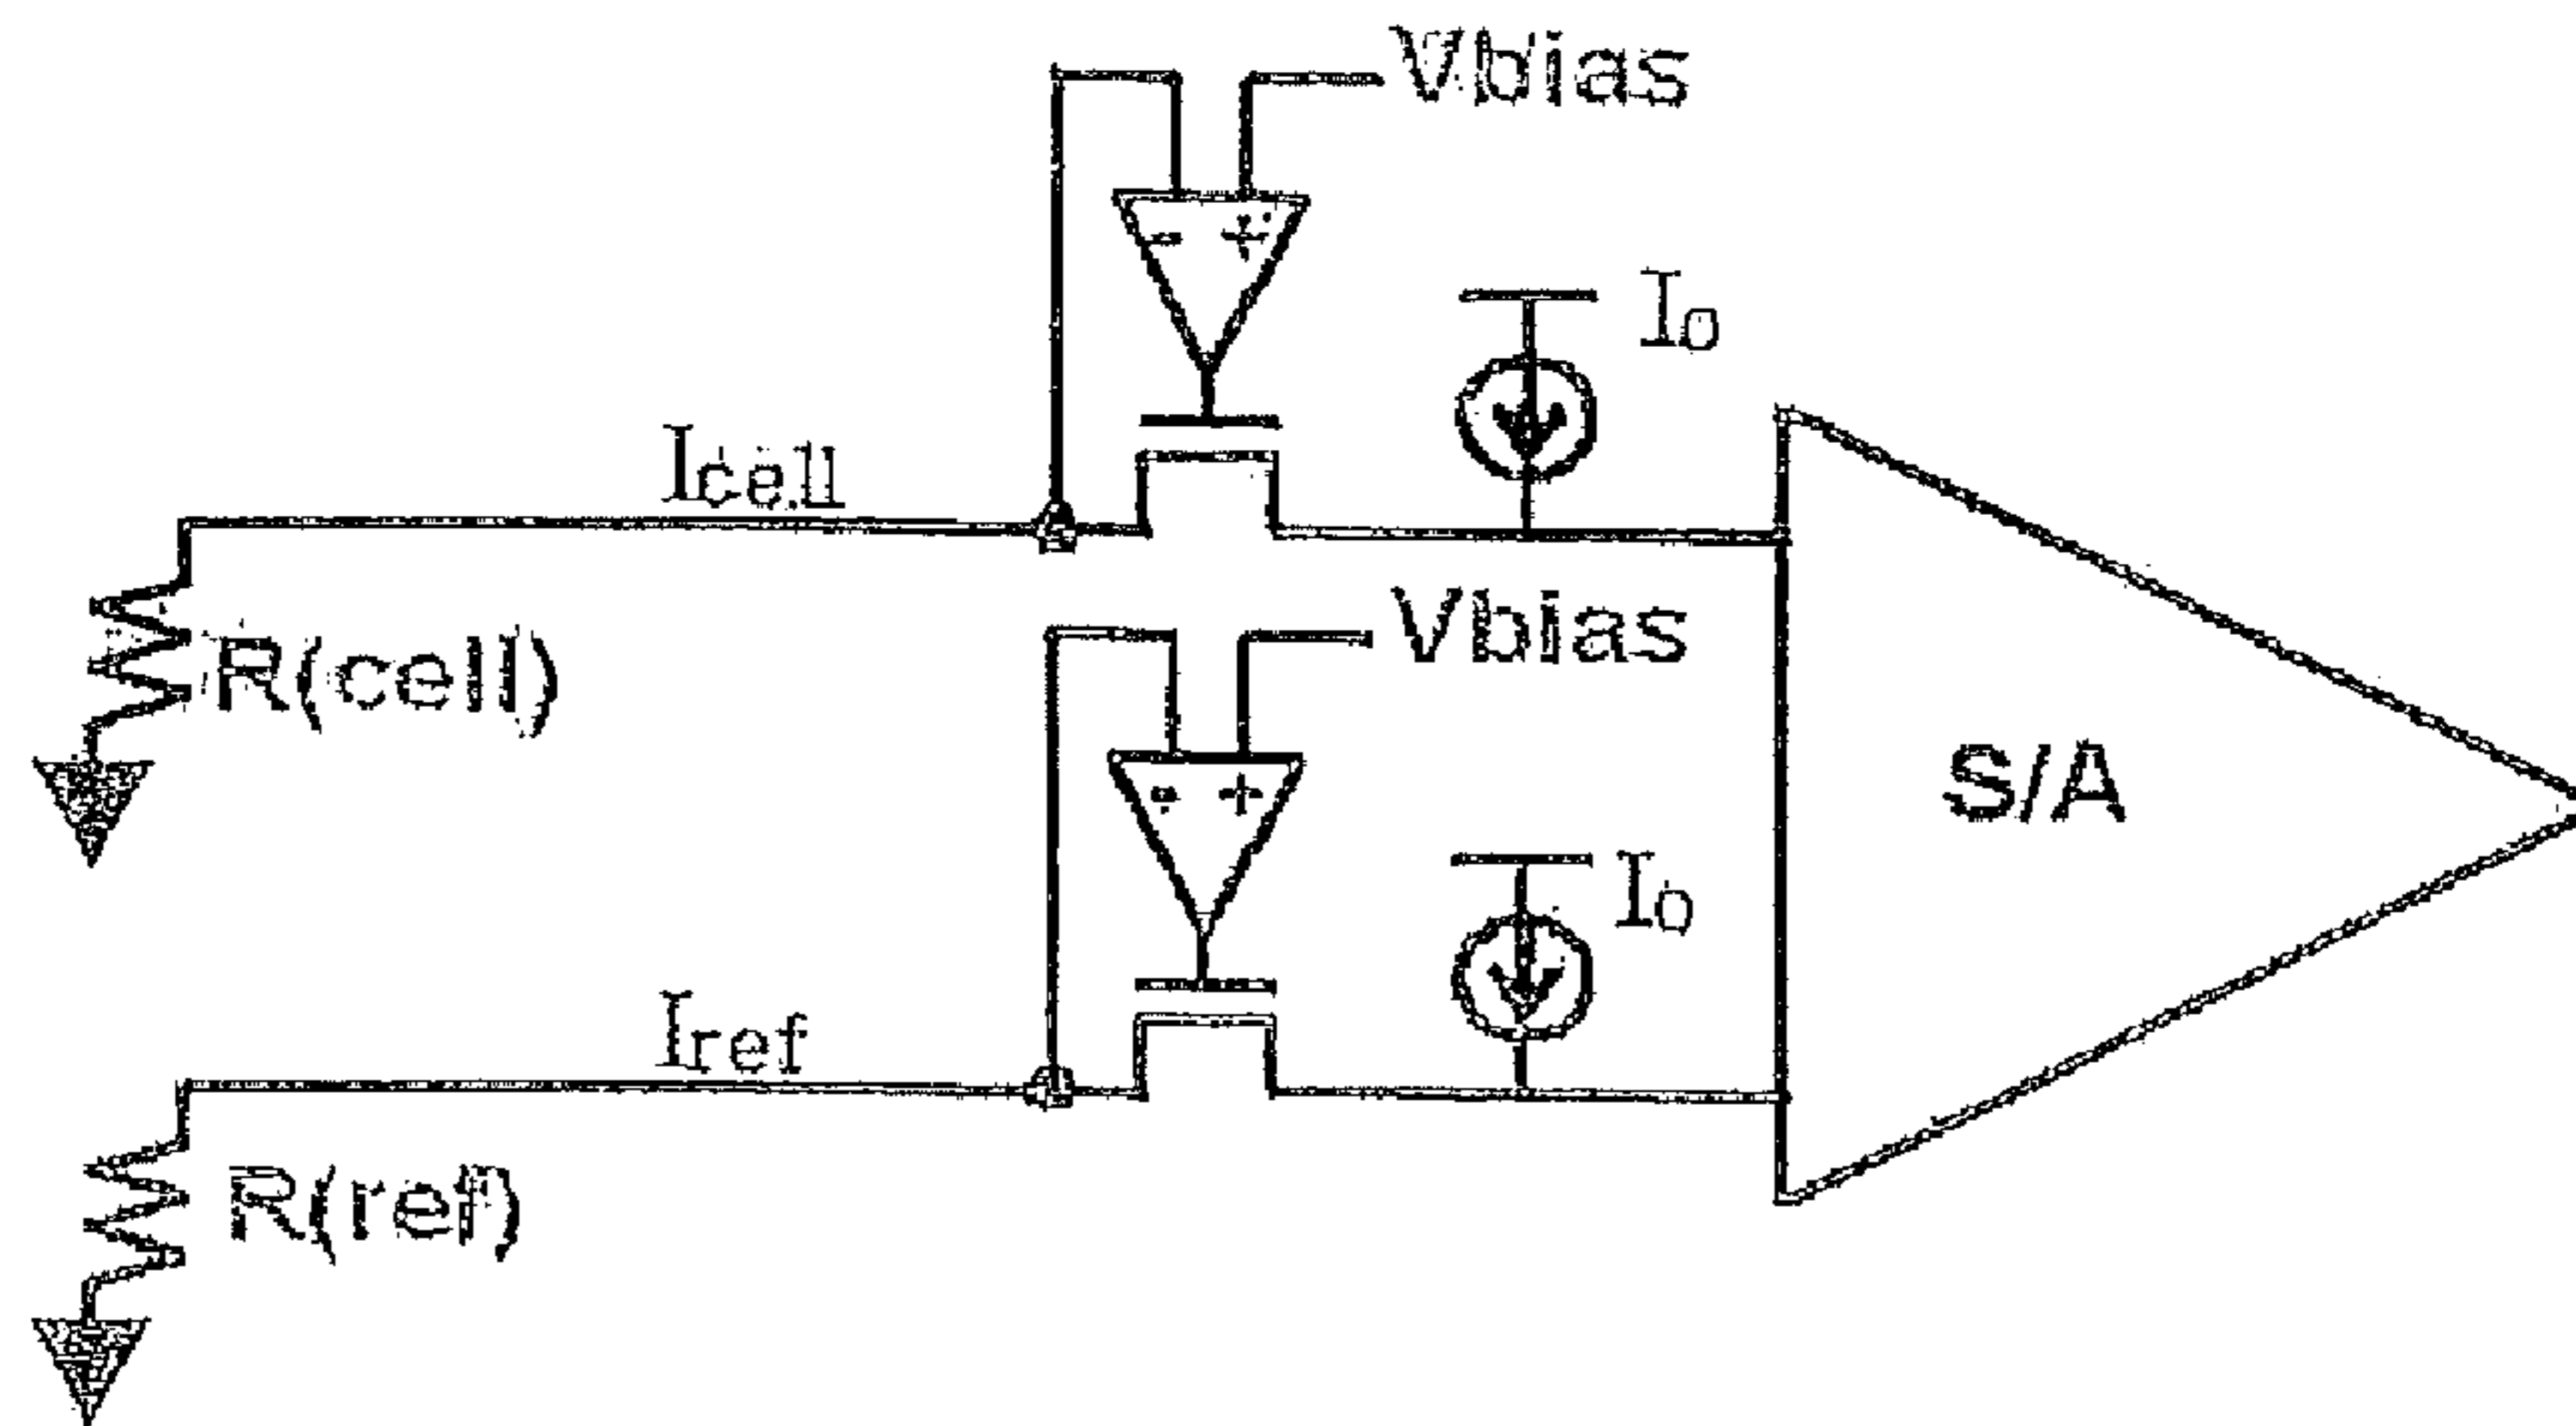 Vbias
- +
I0
Icell
R(cell)
Vbias
- +
S/A
I0
Iref
R(ref)